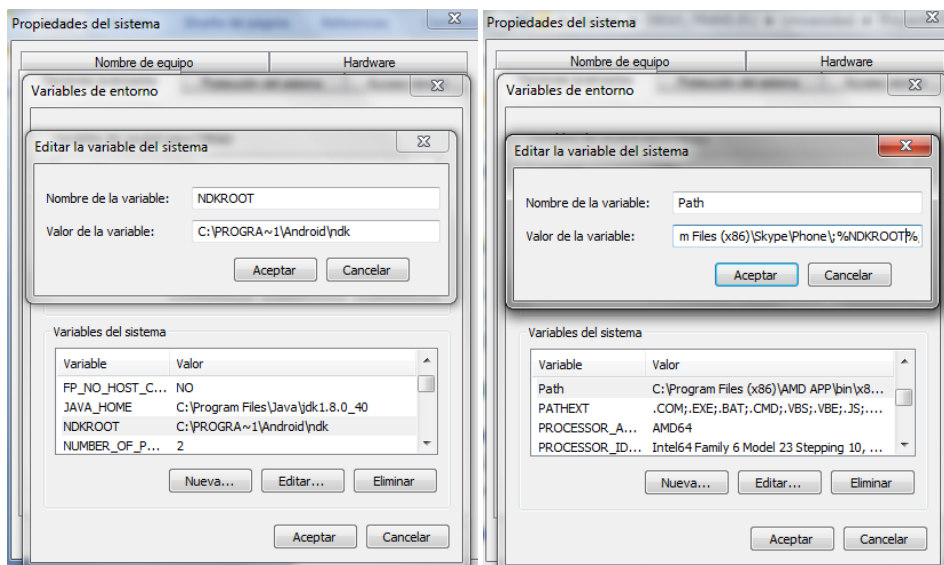 Propiedades del sistema
Nombre de equipo Hardware
Variables de entorno
Editar la variable del sistema
Nombre de la variable: NDKROOT
Valor de la variable: C:\PROGRA~1\Android\ndk
Aceptar Cancelar
Variables del sistema
Variable Valor
FP_NO_HOST_C... NO
JAVA_HOME C:\Program Files\Java\jdk1.8.0_40
NDKROOT C:\PROGRA~1\Android\ndk
NUMBER_OF_P... 2
Nueva... Editar... Eliminar
Aceptar Cancelar
Propiedades del sistema
Nombre de equipo Hardware
Variables de entorno
Editar la variable del sistema
Nombre de la variable: Path
Valor de la variable: m Files (x86)\Skype\Phone\;%NDKROOT%;
Aceptar Cancelar
Variables del sistema
Variable Valor
Path C:\Program Files (x86)\AMD APP\bin\x8...
PATHEXT .COM;.EXE;.BAT;.CMD;.VBS;.VBE;.JS;....
PROCESSOR_A... AMD64
PROCESSOR_ID... Intel64 Family 6 Model 23 Stepping 10, ...
Nueva... Editar... Eliminar
Aceptar Cancelar